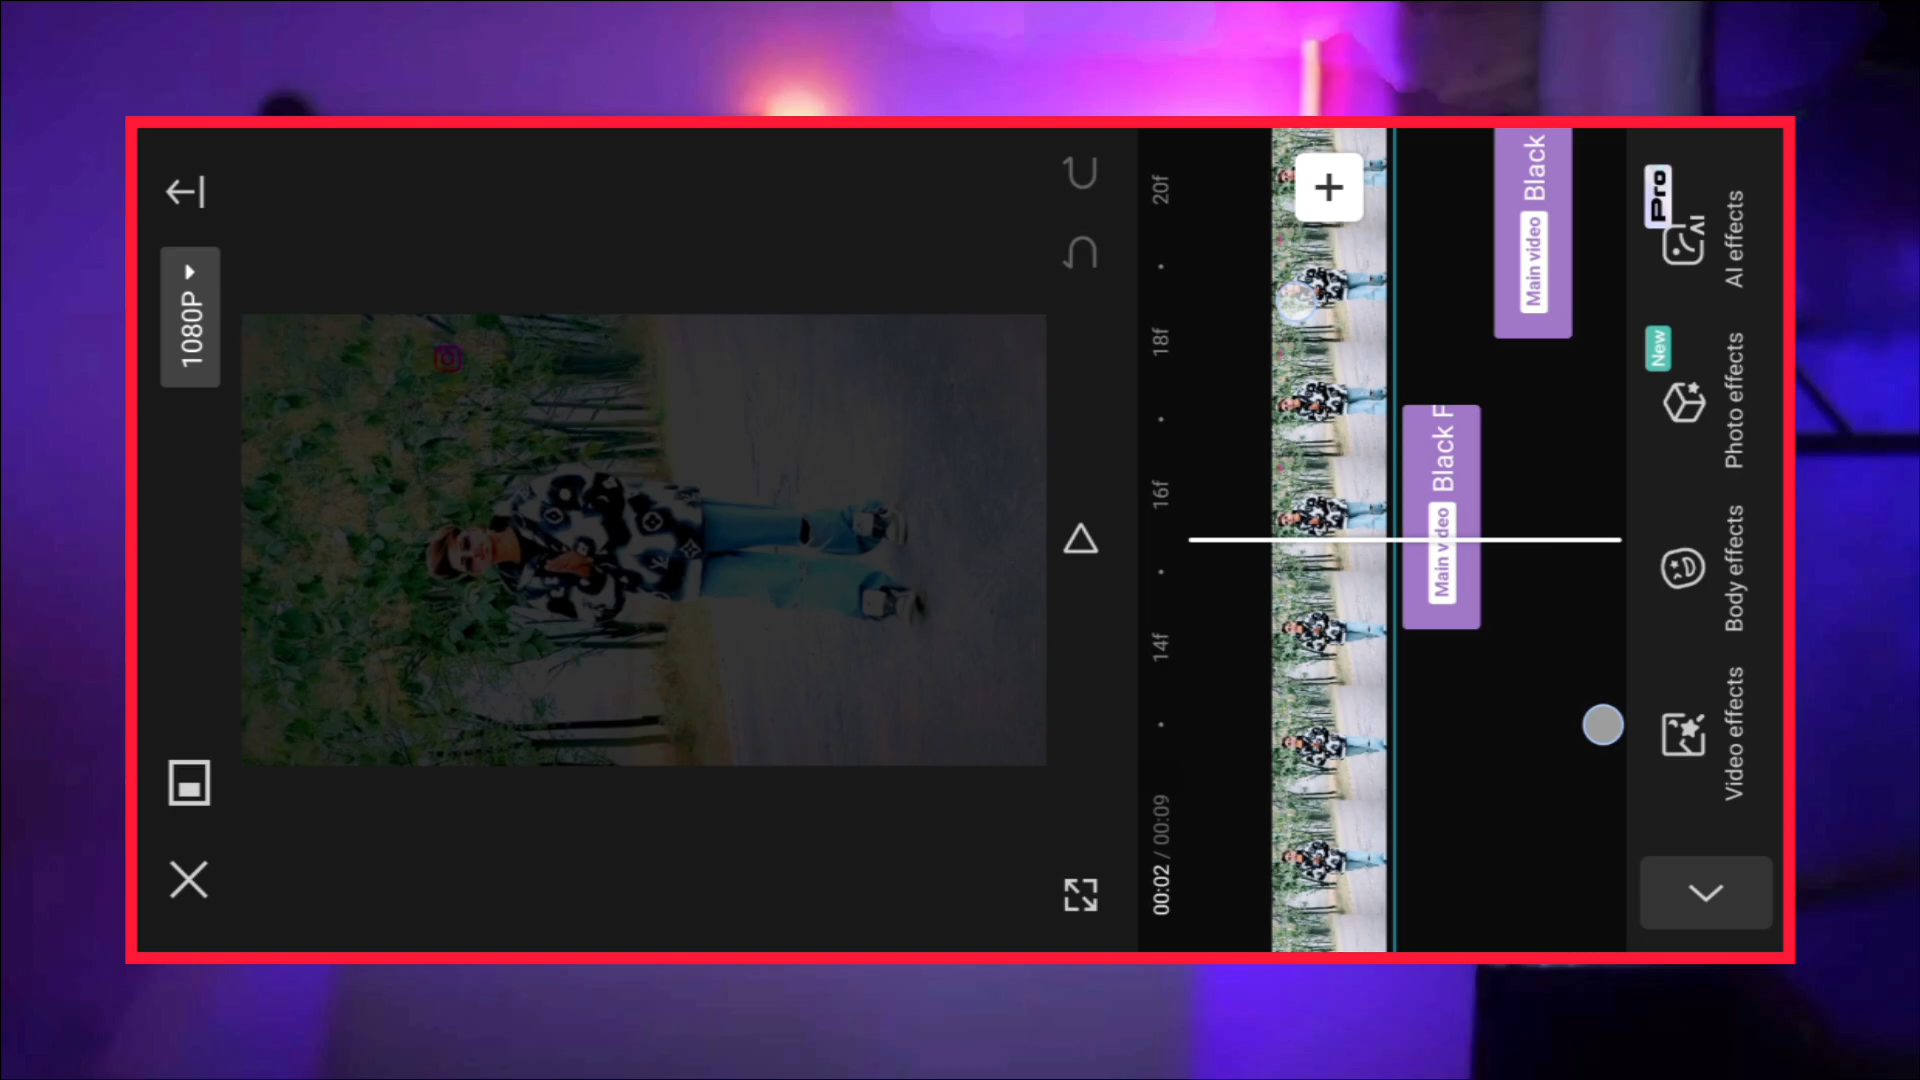 1080P
00:02 / 00:09
14f
16f
18f
20f
Main video Black F
Main video Black
Video effects
Body effects
New
Photo effects
Pro
AI
AI effects